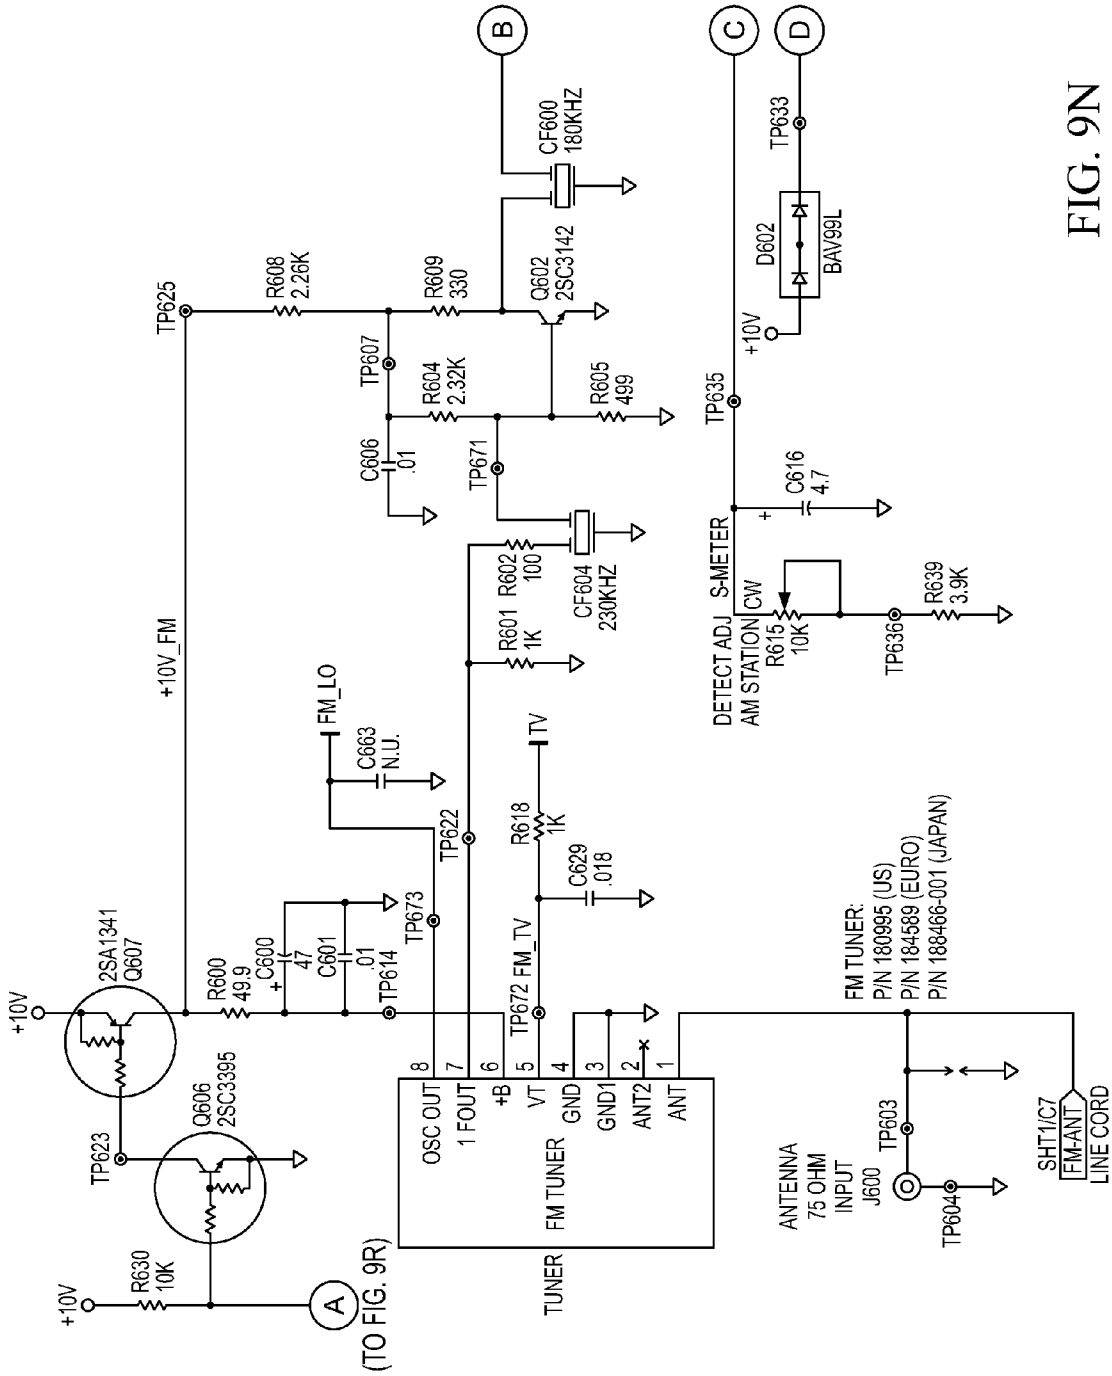 +10V
R630
10K
A
(TO FIG. 9R)
TP623
Q606
2SC3395
+10V
2SA1341
Q607
R600
49.9
+
C600
47
C601
.01
TP614
+10V_FM
TP625
R608
2.26K
TP607
R609
330
C606
.01
R604
2.32K
TP671
Q602
2SC3142
R605
499
CF600
180KHZ
B
FM_LO
C663
N.U.
TP673
TP622
R601
1K
R602
100
CF604
230KHZ
TUNER
FM TUNER
OSC OUT
8
1 FOUT
7
+B
6
VT
5
GND
4
GND1
3
ANT2
2
ANT
1
TP672
FM_TV
R618
1K
TV
C629
.018
FM TUNER:
P/N 180995 (US)
P/N 184589 (EURO)
P/N 188466-001 (JAPAN)
ANTENNA
75 OHM
INPUT
J600
TP603
TP604
SHT1/C7
FM-ANT
LINE CORD
DETECT ADJ
AM STATION
S-METER
CW
R615
10K
TP636
R639
3.9K
+
C616
4.7
TP635
C
+10V
D602
BAV99L
TP633
D
FIG. 9N